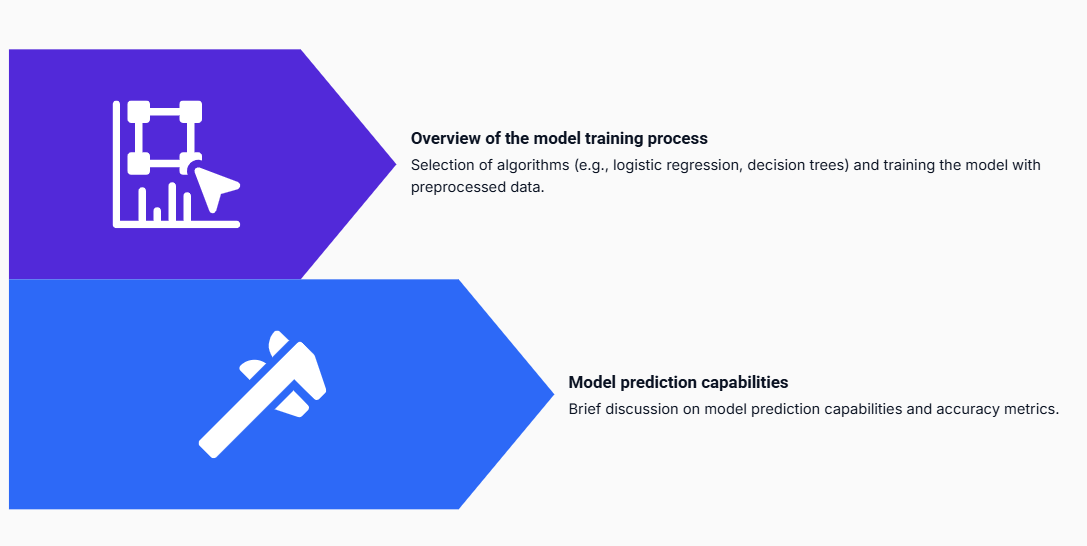 Overview of the model training process
Selection of algorithms (e.g., logistic regression, decision trees) and training the model with
preprocessed data.
Model prediction capabilities
Brief discussion on model prediction capabilities and accuracy metrics.